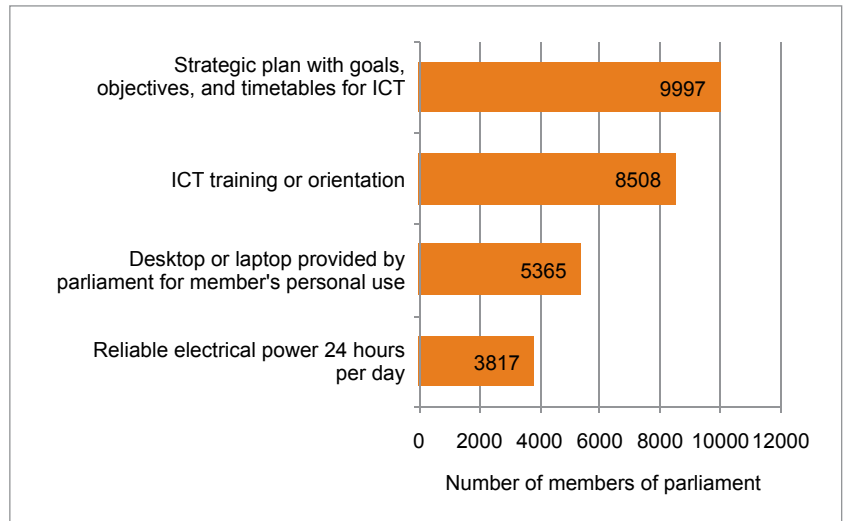 Strategic plan with goals,
objectives, and timetables for ICT
9997
ICT training or orientation
8508
Desktop or laptop provided by
parliament for member's personal use
5365
Reliable electrical power 24 hours
per day
3817
0 2000 4000 6000 8000 10000 12000
Number of members of parliament